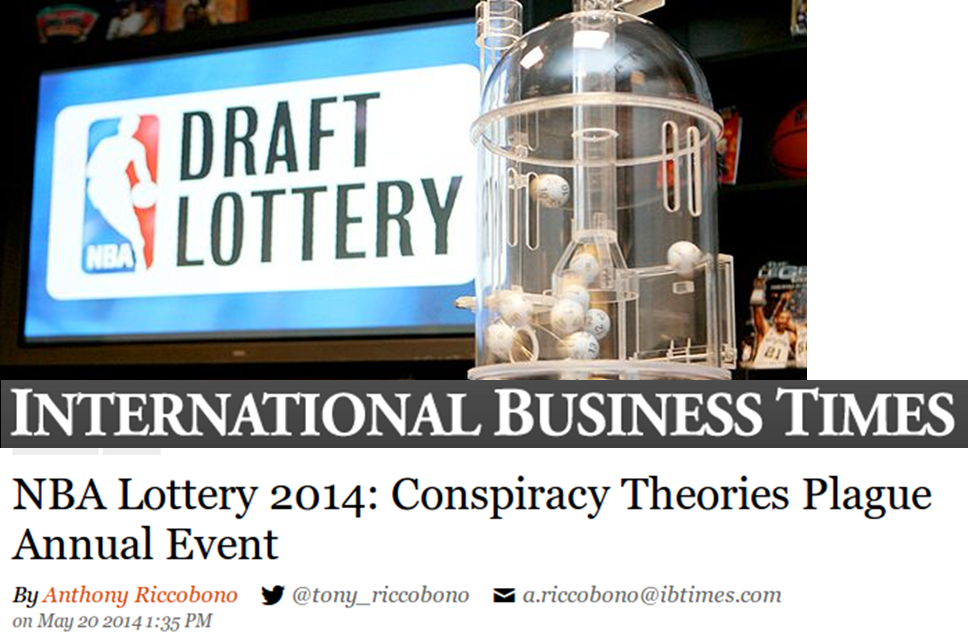 DRAFT
LOTTERY
NBA
21
INTERNATIONAL BUSINESS TIMES
NBA Lottery 2014: Conspiracy Theories Plague
Annual Event
By Anthony Riccobono @tony_riccobono a.riccobono@ibtimes.com
on May 20 2014 1:35 PM